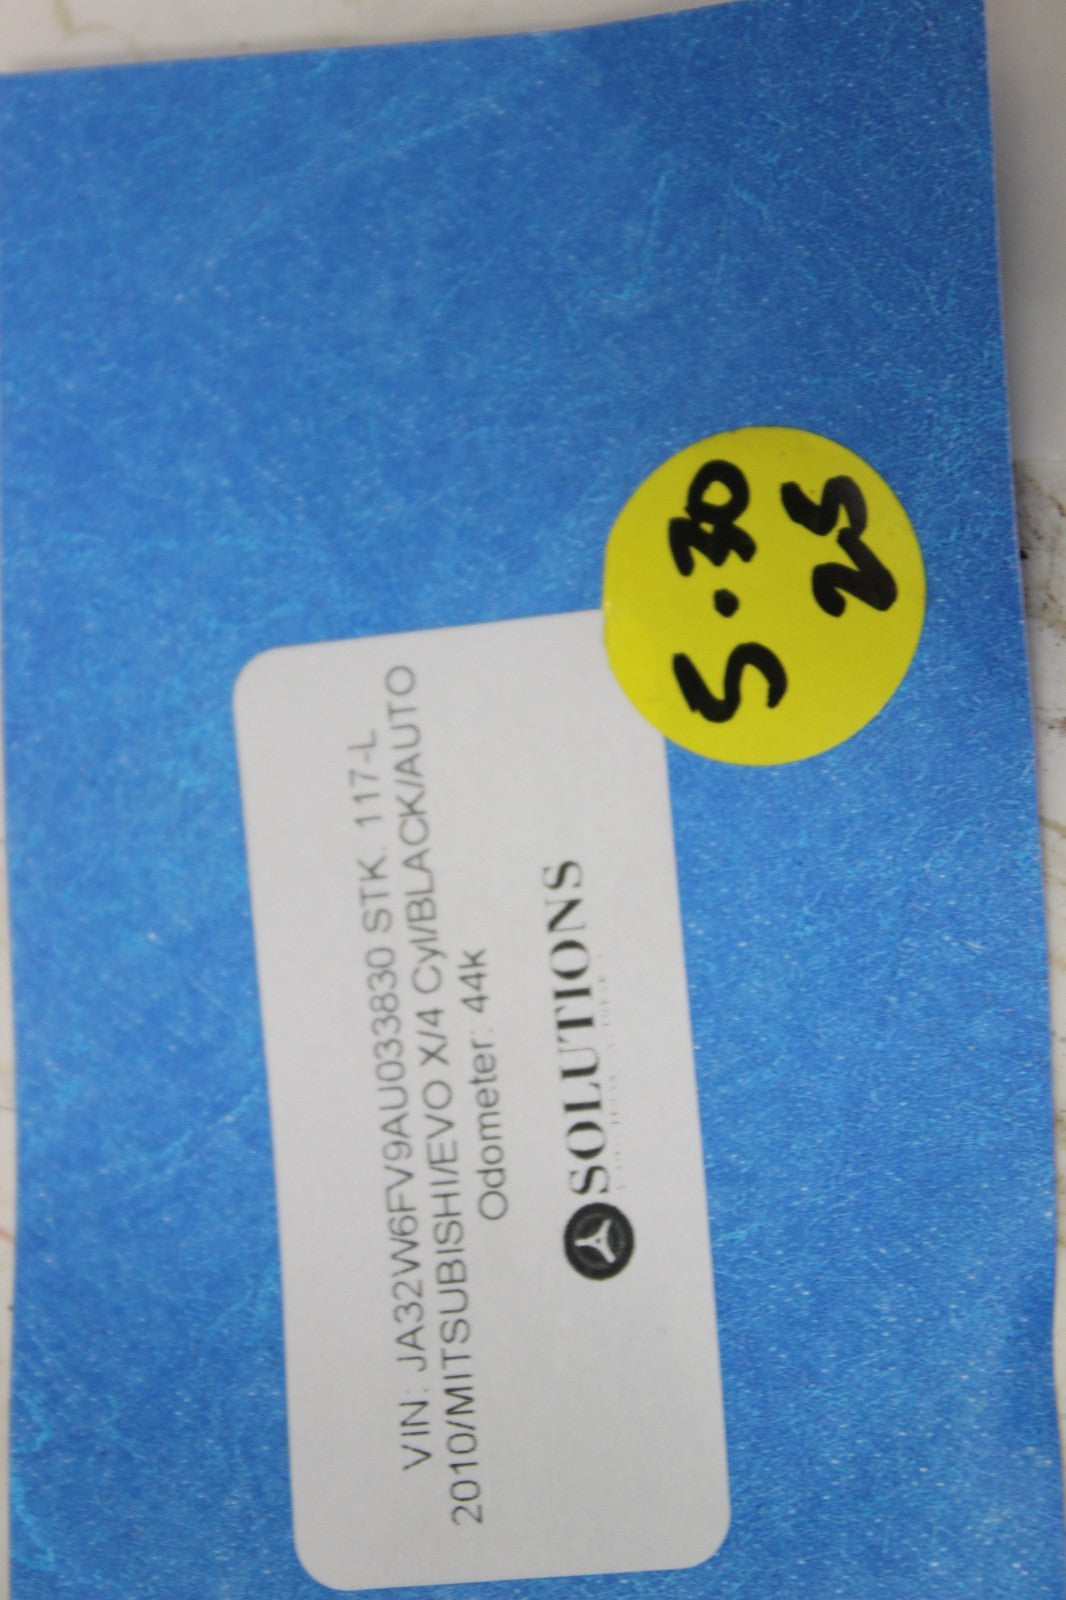 VIN: JA32W6FV9AU033830 STK. 117-L
2010/MITSUBISHI/EVO X/4 Cyl/BLACK/AUTO
Odometer: 44k
SOLUTIONS
5.30
25